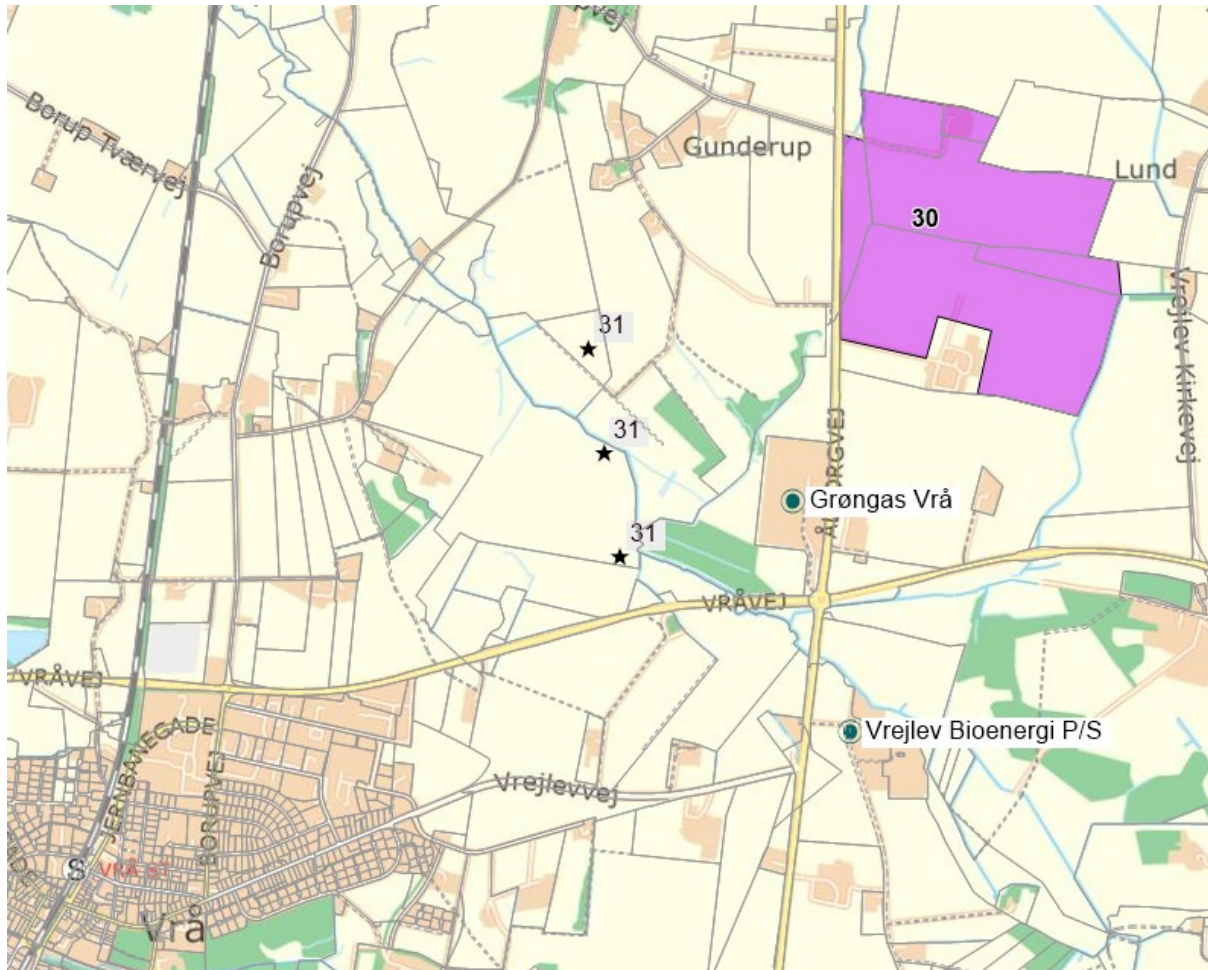 Borup Tværvej
Borupvej
Gunderup
Lund
30
Vrejlev Kirkevej
31
31
31
Grøngas Vrå
VRÅVEJ
VRÅVEJ
Vrejlev Bioenergi P/S
Vrejlevvej
JERNBANEGADE
BORUPVEJ
S
VRÅ ST
Vrå